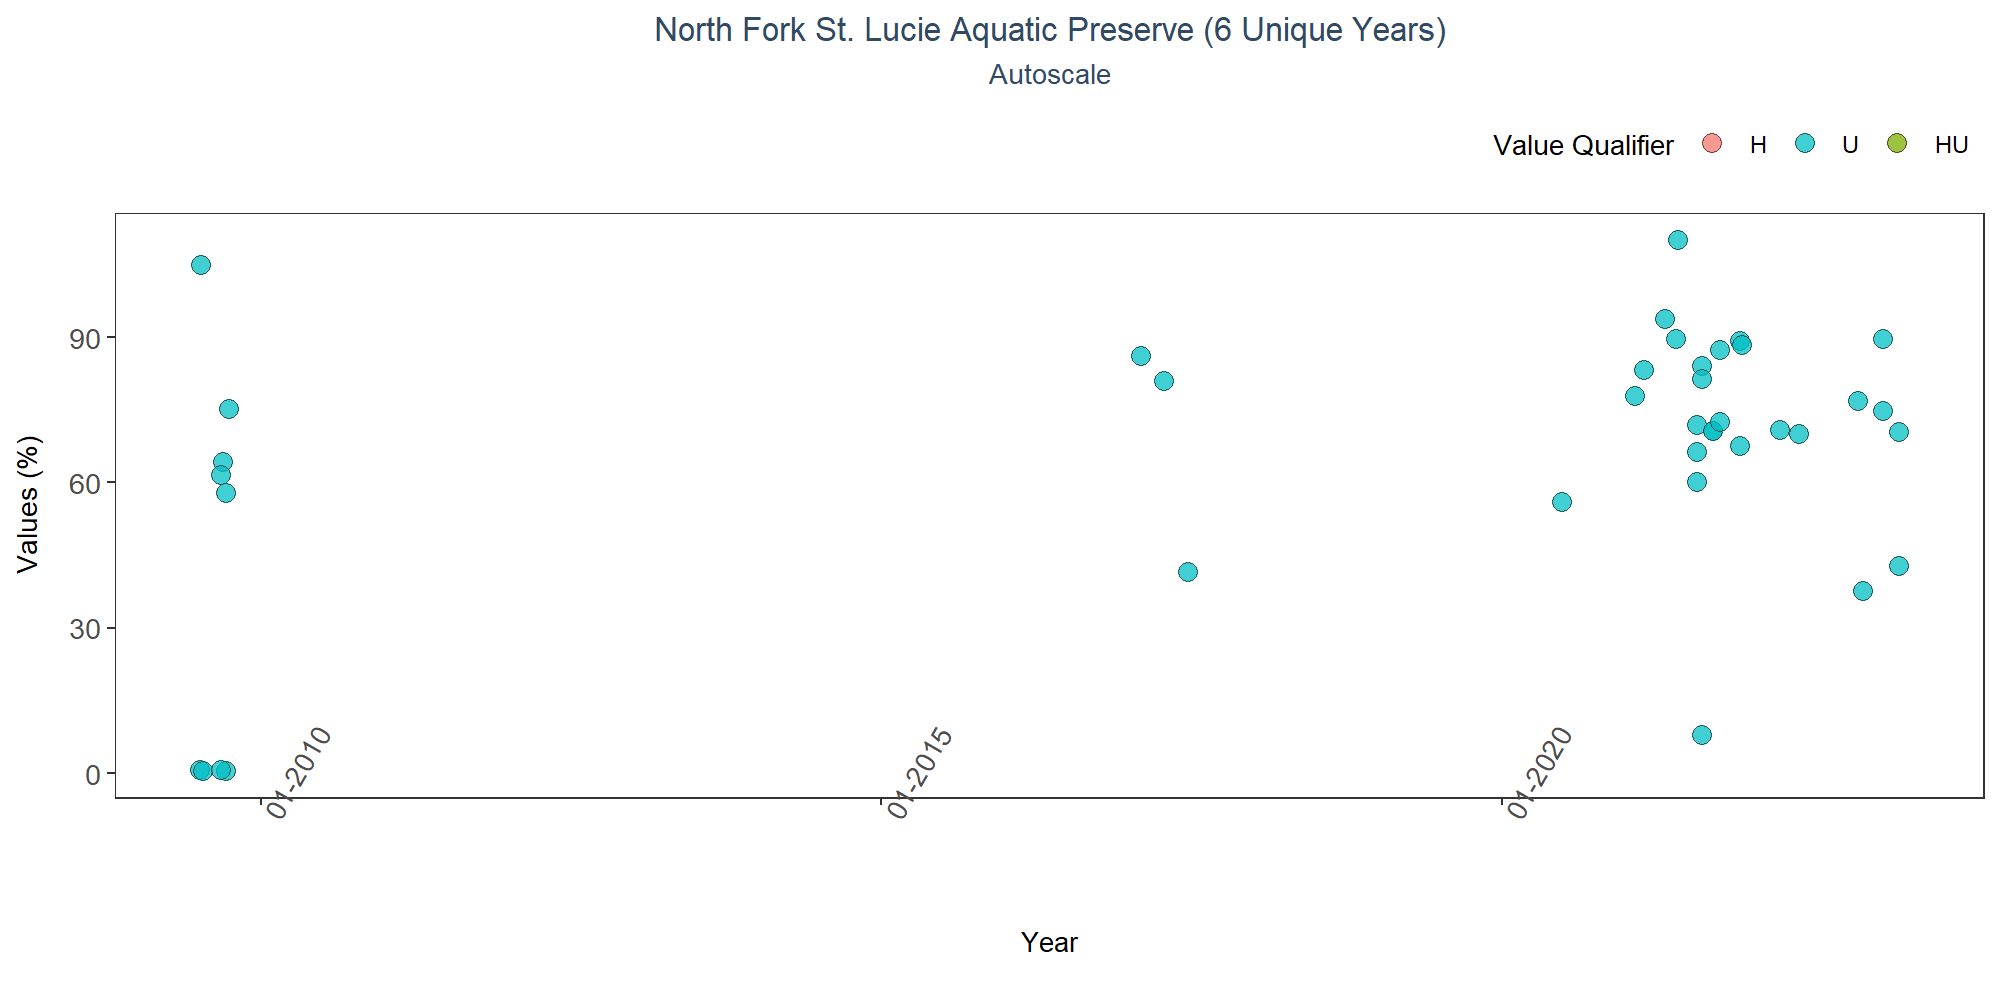 North Fork St. Lucie Aquatic Preserve (6 Unique Years)
Autoscale
Value Qualifier H U HU
Values (%)
90
60
30
0
01-2010
01-2015
01-2020
Year